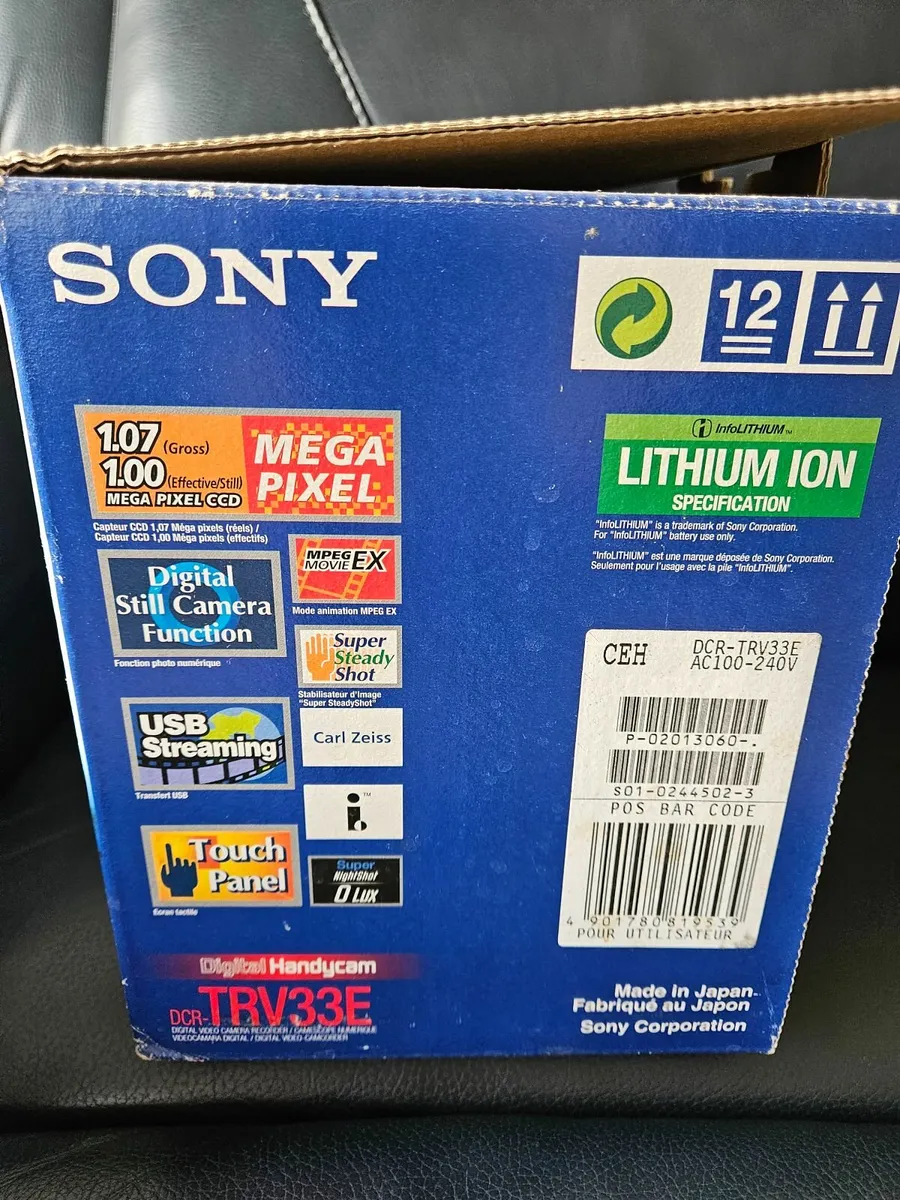 SONY
12
1.07 (Gross)
1.00 (Effective/Still)
MEGA PIXEL CCD
MEGA
PIXEL
Capteur CCD 1,07 Méga pixels (réels) /
Capteur CCD 1,00 Méga pixels (effectifs)
Digital
Still Camera
Function
Fonction photo numérique
MPEG
MOVIE EX
Mode animation MPEG EX
Super
Steady
Shot
Stabilisateur d'Image
"Super SteadyShot"
USB
Streaming
Transfert USB
Carl Zeiss
i TM
Touch
Panel
Ecran tactile
Super
NightShot
0 LUX
Digital Handycam
DCR-TRV33E
DIGITAL VIDEO CAMERA RECORDER / CAMÉSCOPE NUMÉRIQUE
VIDEOCÁMARA DIGITAL / DIGITAL VIDEO-CAMCORDER
InfoLITHIUM TM
LITHIUM ION
SPECIFICATION
"InfoLITHIUM" is a trademark of Sony Corporation.
For "InfoLITHIUM" battery use only.
"InfoLITHIUM" est une marque déposée de Sony Corporation.
Seulement pour l'usage avec la pile "InfoLITHIUM".
CEH
DCR-TRV33E
AC100-240V
P-02013060-.
S01-0244502-3
POS BAR CODE
4 901780819539
POUR UTILISATEUR
Made in Japan
Fabriqué au Japon
Sony Corporation